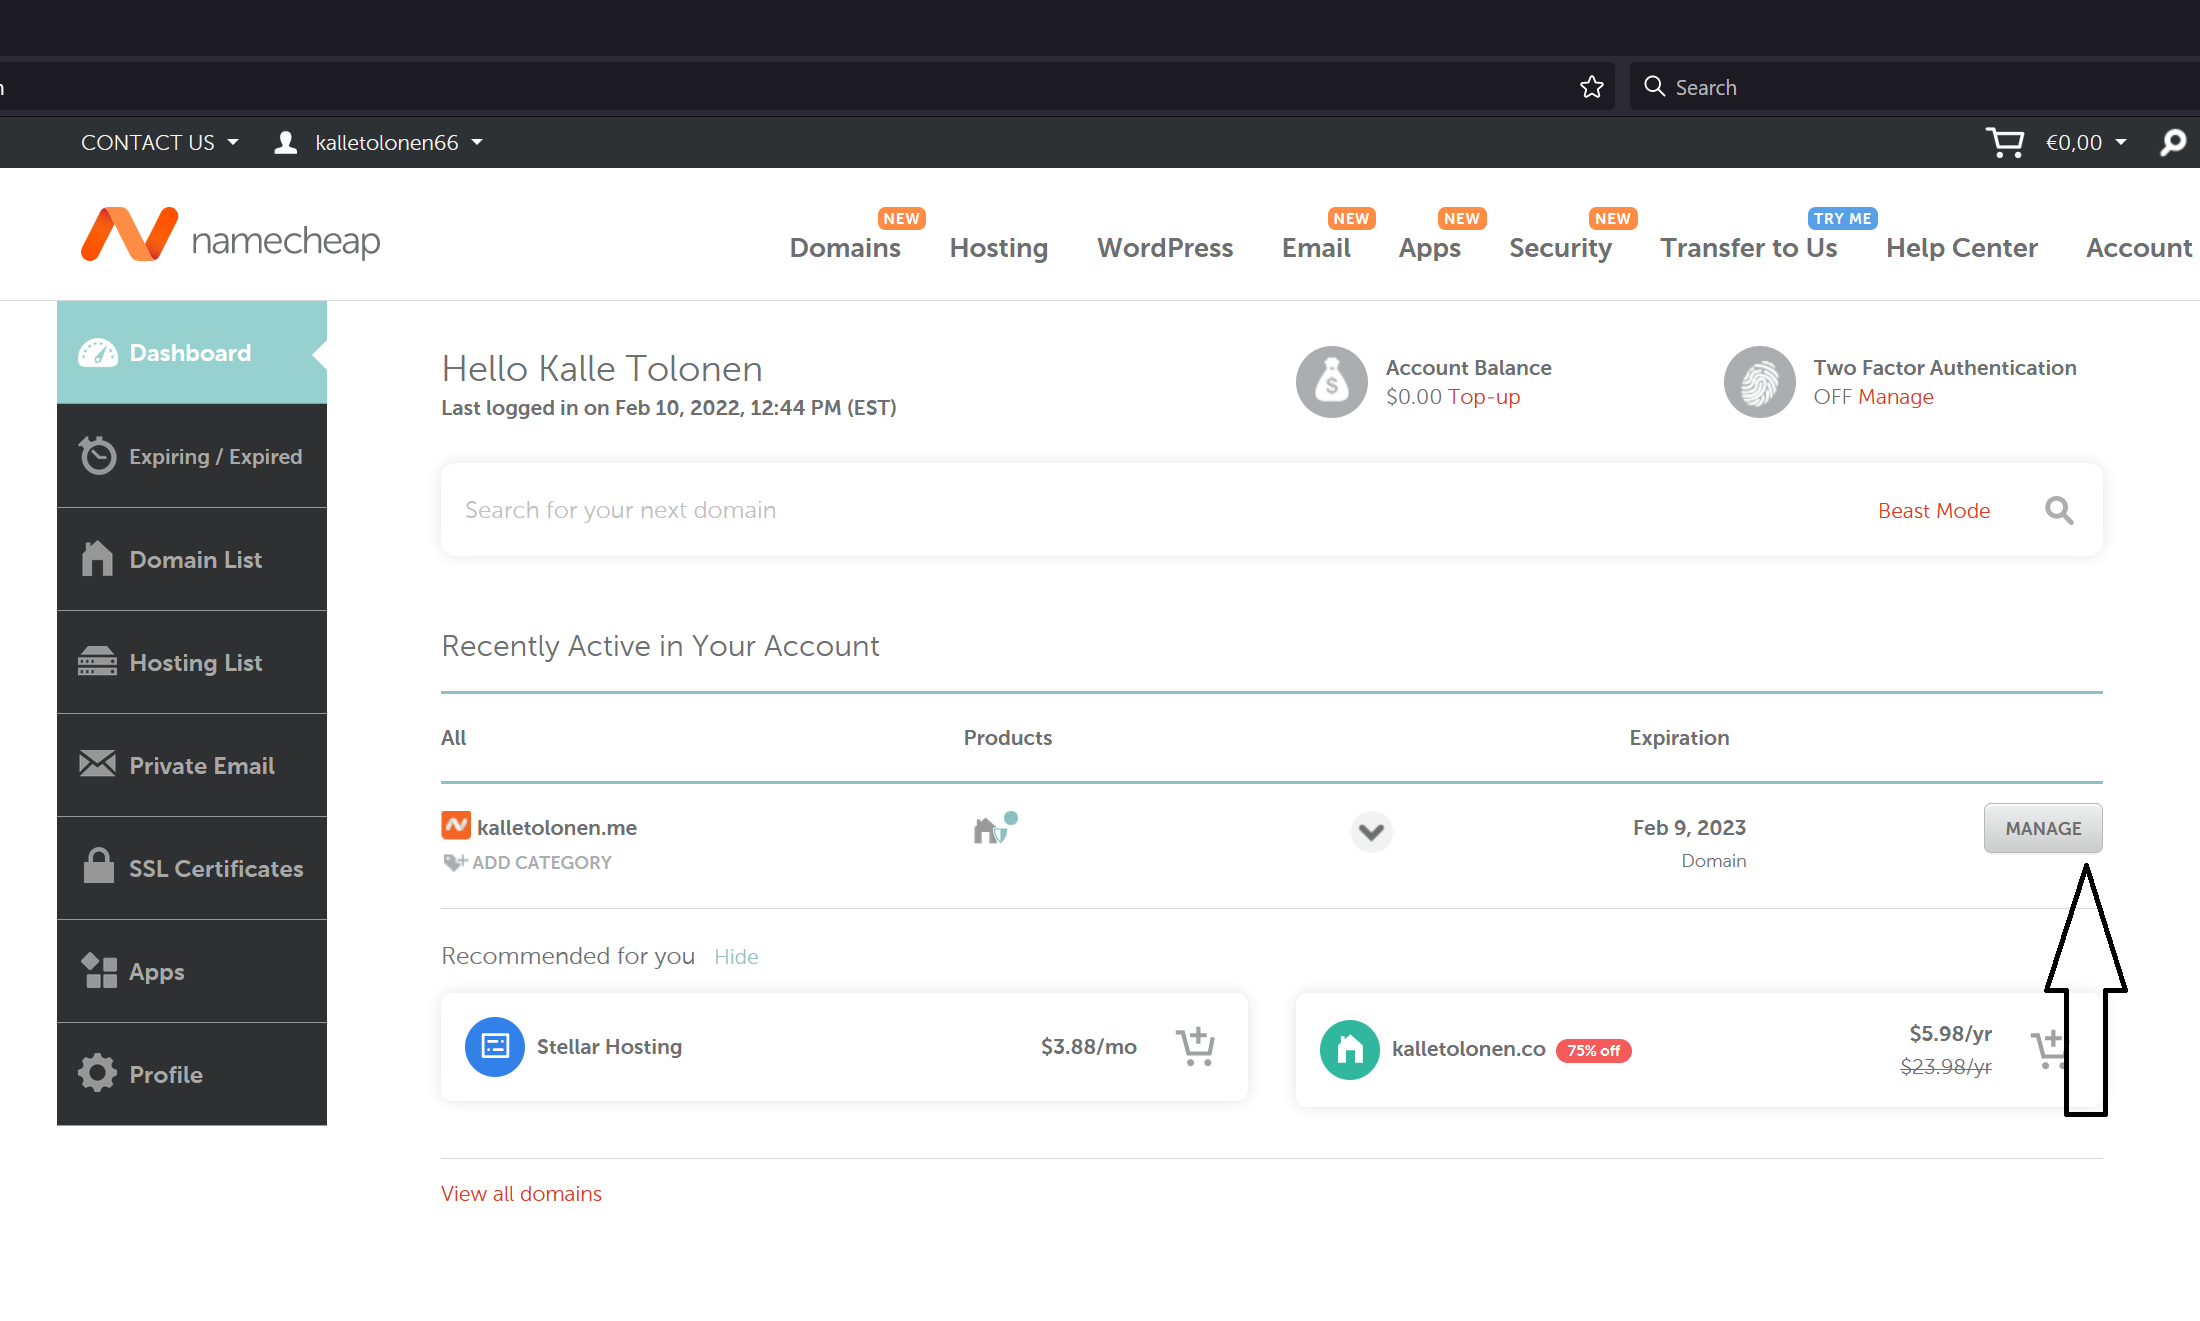 Search
CONTACT US
kalletolonen66
€0,00
namecheap
NEW
NEW
NEW
NEW
TRY ME
Domains
Hosting
WordPress
Email
Apps
Security
Transfer to Us
Help Center
Account
Dashboard
Expiring / Expired
Domain List
Hosting List
Private Email
SSL Certificates
Apps
Profile
Hello Kalle Tolonen
Last logged in on Feb 10, 2022, 12:44 PM (EST)
Account Balance
$0.00 Top-up
Two Factor Authentication
OFF Manage
Search for your next domain
Beast Mode
Recently Active in Your Account
All
Products
Expiration
kalletolonen.me
ADD CATEGORY
Feb 9, 2023
Domain
MANAGE
Recommended for you Hide
Stellar Hosting
$3.88/mo
kalletolonen.co 75% off
$5.98/yr
$23.98/yr
View all domains